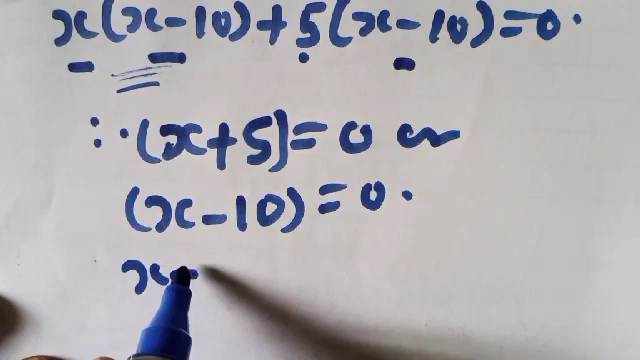 x(x-10)+5(x-10)=0.
∴(x+5)=0 or
(x-10)=0.
x=